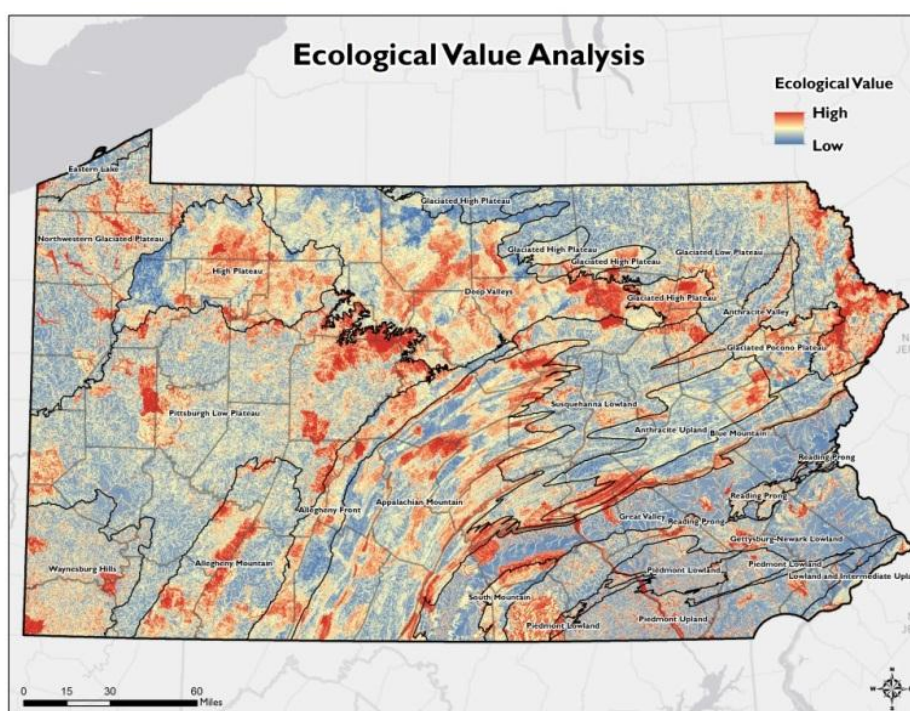 Ecological Value Analysis
Ecological Value
High
Low
Eastern Lake
Glaciated High Plateau
Northwestern Glaciated Plateau
Glaciated High Plateau
Glaciated Low Plateau
Glaciated High Plateau
High Plateau
Deep Valleys
Glaciated High Plateau
Anthracite Valley
Glaciated Pocono Plateau
Susquehanna Lowland
Pittsburgh Low Plateau
Anthracite Upland
Blue Mountain
Reading Prong
Appalachian Mountain
Reading Prong
Allegheny Front
Great Valley
Reading Prong
Gettysburg-Newark Lowland
Allegheny Mountain
Waynesburg Hills
Piedmont Lowland
Piedmont Lowland
Lowland and Intermediate Upla
South Mountain
Piedmont Lowland
Piedmont Upland
0 15 30 60
Miles
N
W E
S